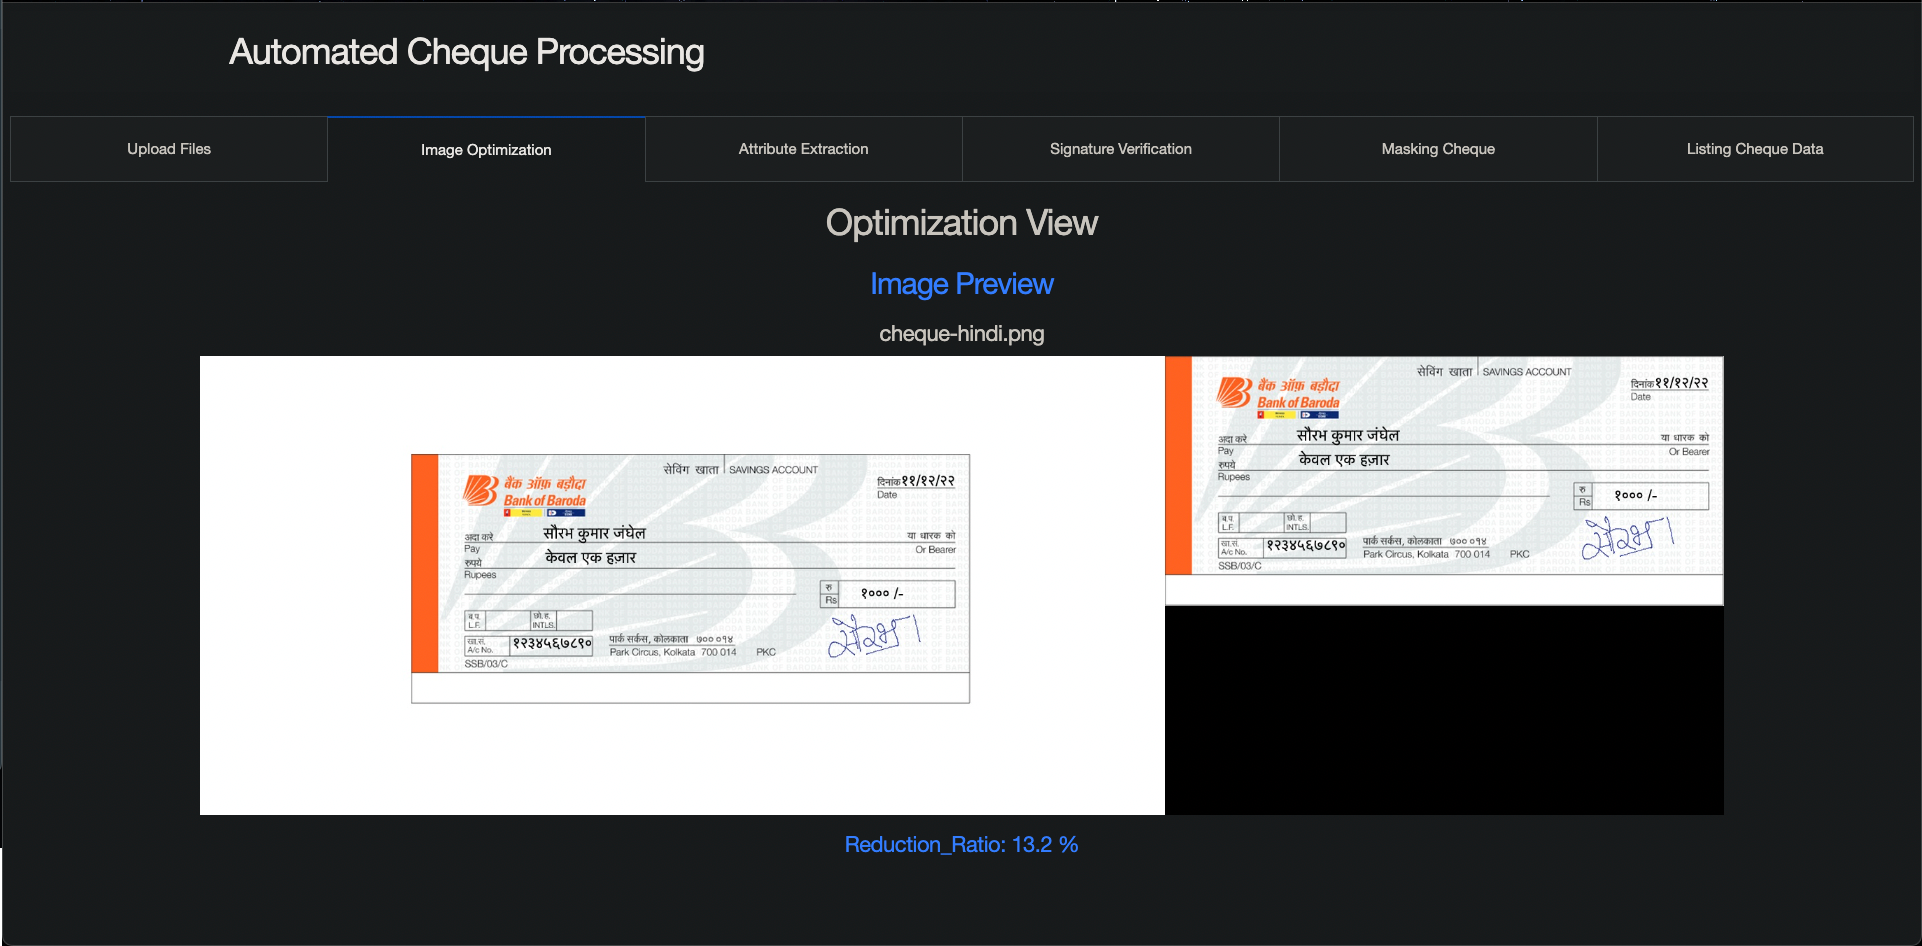 Automated Cheque Processing
Upload Files
Image Optimization
Attribute Extraction
Signature Verification
Masking Cheque
Listing Cheque Data
Optimization View
Image Preview
cheque-hindi.png
सेविंग खाता SAVINGS ACCOUNT
बैंक ऑफ़ बड़ौदा
Bank of Baroda
दिनांक ११/१२/२२
Date
अदा करे सौरभ कुमार जंघेल या धारक को
Pay Or Bearer
रुपये केवल एक हज़ार
Rupees
रु
Rs १००० /-
ब.प. छो.ह.
L.F. INTLS.
खा.सं. १२३४५६७८९०
A/c No.
पार्क सर्कस, कोलकाता ७०० ०१४
Park Circus, Kolkata 700 014 PKC
सौरभ
SSB/03/C
सेविंग खाता SAVINGS ACCOUNT
बैंक ऑफ़ बड़ौदा
Bank of Baroda
दिनांक ११/१२/२२
Date
अदा करे सौरभ कुमार जंघेल या धारक को
Pay Or Bearer
रुपये केवल एक हज़ार
Rupees
रु
Rs १००० /-
ब.प. छो.ह.
L.F. INTLS.
खा.सं. १२३४५६७८९०
A/c No.
पार्क सर्कस, कोलकाता ७०० ०१४
Park Circus, Kolkata 700 014 PKC
सौरभ
SSB/03/C
Reduction_Ratio: 13.2 %